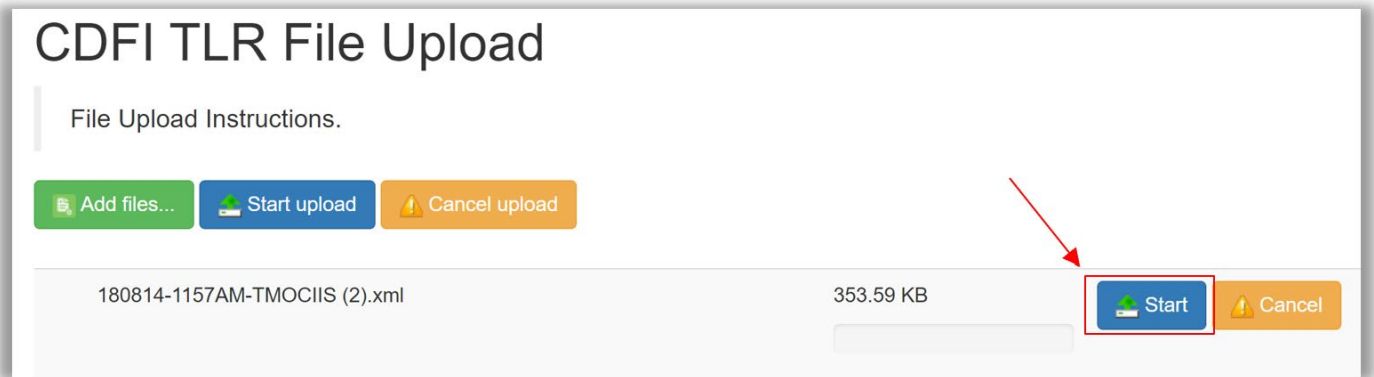 CDFI TLR File Upload
File Upload Instructions.
Add files... Start upload Cancel upload
180814-1157AM-TMOCIIS (2).xml 353.59 KB Start Cancel